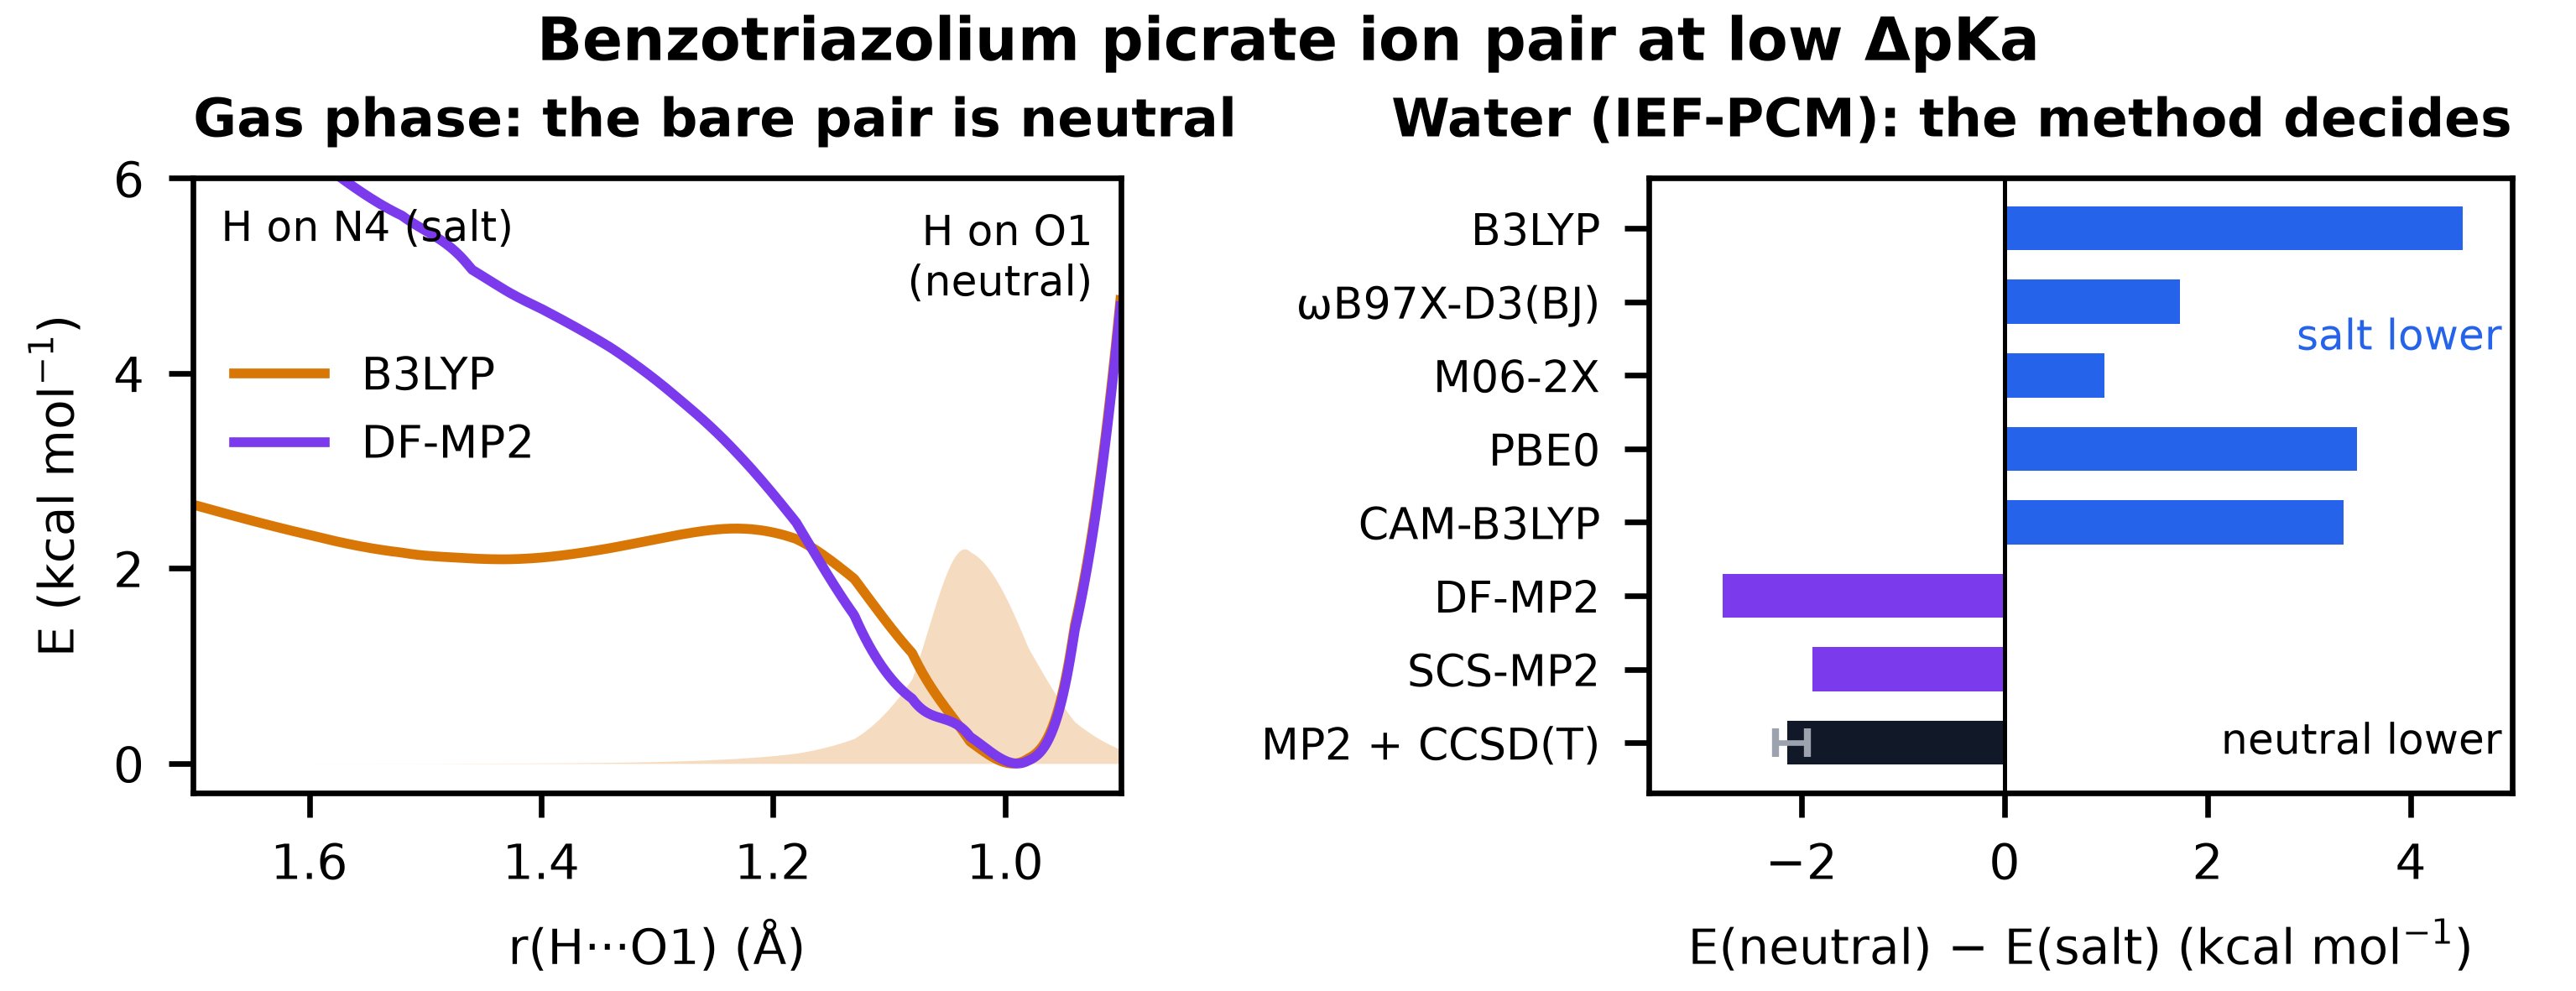 Benzotriazolium picrate ion pair at low ΔpKa
Gas phase: the bare pair is neutral
E (kcal mol⁻¹)
6
4
2
0
H on N4 (salt)
H on O1
(neutral)
B3LYP
DF-MP2
1.6
1.4
1.2
1.0
r(H···O1) (Å)
Water (IEF-PCM): the method decides
B3LYP
ωB97X-D3(BJ)
M06-2X
PBE0
CAM-B3LYP
DF-MP2
SCS-MP2
MP2 + CCSD(T)
salt lower
neutral lower
−2
0
2
4
E(neutral) − E(salt) (kcal mol⁻¹)